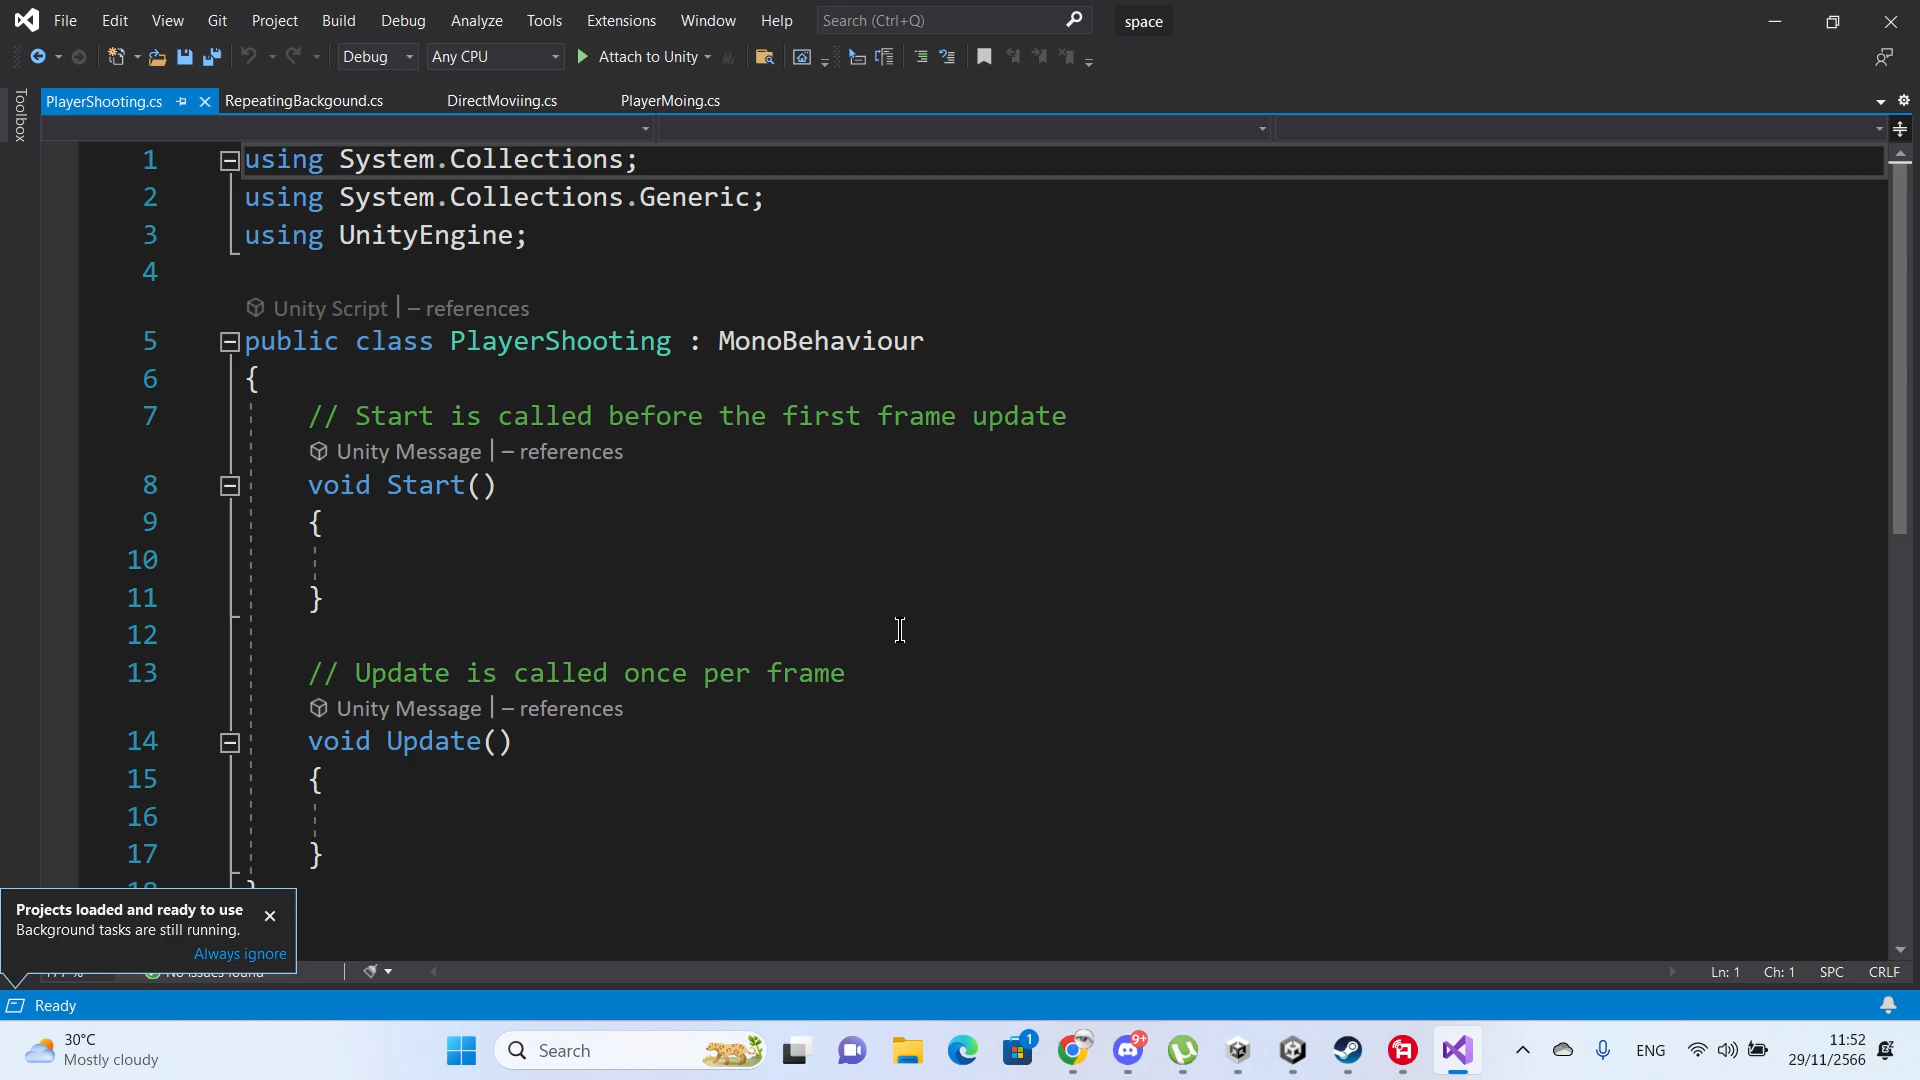 File Edit View Git Project Build Debug Analyze Tools Extensions Window Help Search (Ctrl+Q) space
Debug Any CPU Attach to Unity
Toolbox
PlayerShooting.cs RepeatingBackgound.cs DirectMoviing.cs PlayerMoing.cs
1 using System.Collections;
2 using System.Collections.Generic;
3 using UnityEngine;
4
Unity Script | – references
5 public class PlayerShooting : MonoBehaviour
6 {
7 // Start is called before the first frame update
Unity Message | – references
8 void Start()
9 {
10
11 }
12
13 // Update is called once per frame
Unity Message | – references
14 void Update()
15 {
16
17 }
Projects loaded and ready to use
Background tasks are still running.
Always ignore
Ln: 1 Ch: 1 SPC CRLF
Ready
30°C
Mostly cloudy
Search
1
9+
ENG
11:52
29/11/2566